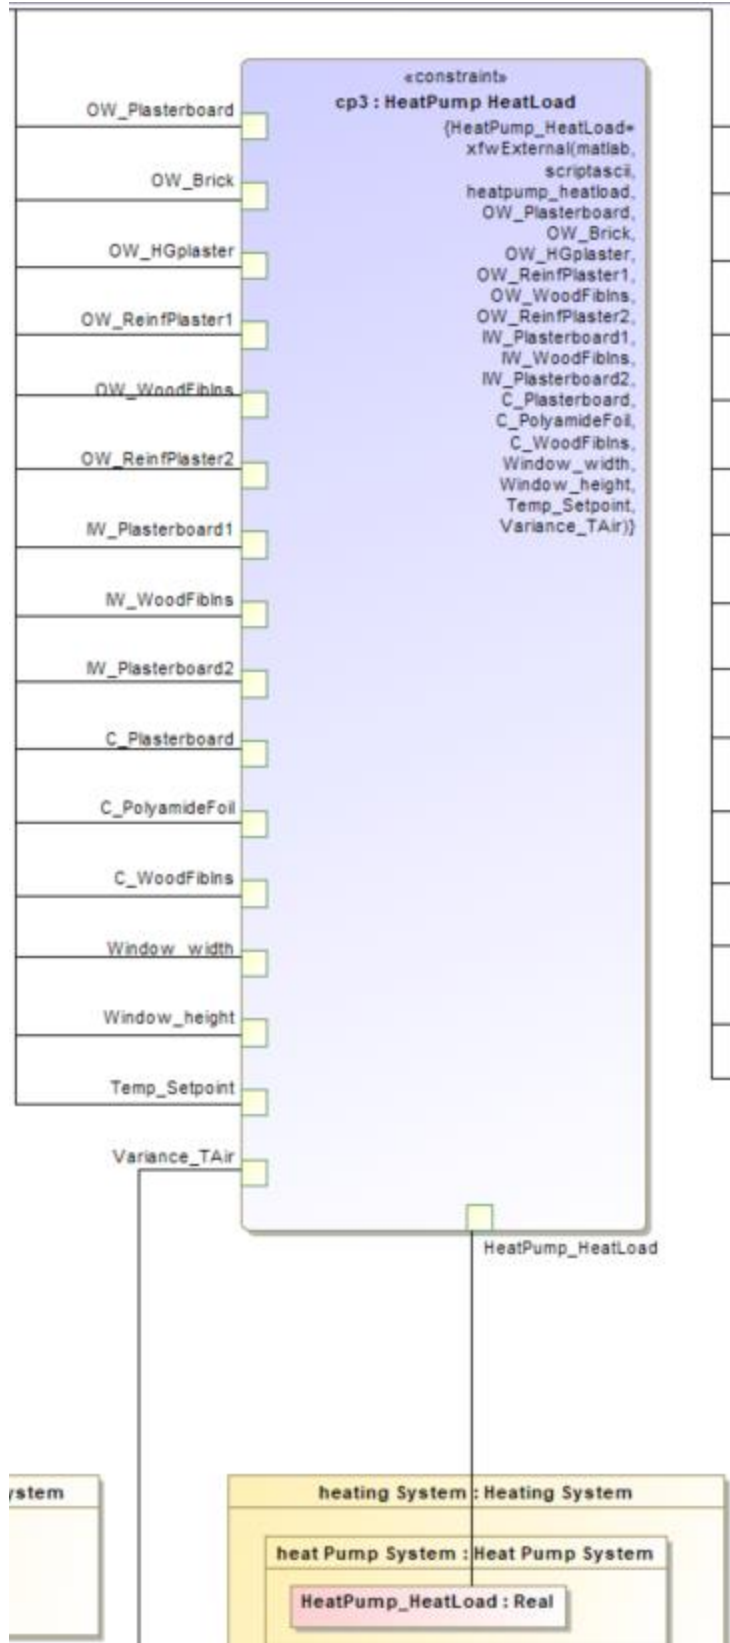 «constraint»
cp3 : HeatPump HeatLoad
{HeatPump_HeatLoad=
xfwExternal(matlab,
scriptascii,
heatpump_heatload,
OW_Plasterboard,
OW_Brick,
OW_HGplaster,
OW_ReinfPlaster1,
OW_WoodFibIns,
OW_ReinfPlaster2,
IW_Plasterboard1,
IW_WoodFibIns,
IW_Plasterboard2,
C_Plasterboard,
C_PolyamideFoil,
C_WoodFibIns,
Window_width,
Window_height,
Temp_Setpoint,
Variance_TAir)}
OW_Plasterboard
OW_Brick
OW_HGplaster
OW_ReinfPlaster1
OW_WoodFibIns
OW_ReinfPlaster2
IW_Plasterboard1
IW_WoodFibIns
IW_Plasterboard2
C_Plasterboard
C_PolyamideFoil
C_WoodFibIns
Window_width
Window_height
Temp_Setpoint
Variance_TAir
HeatPump_HeatLoad
ystem
heating System : Heating System
heat Pump System : Heat Pump System
HeatPump_HeatLoad : Real